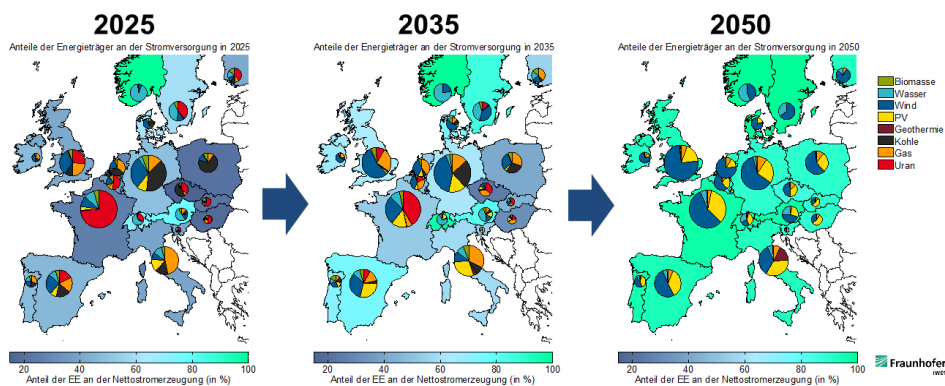 2025
2035
2050
Anteile der Energieträger an der Stromversorgung in 2025
Anteile der Energieträger an der Stromversorgung in 2035
Anteile der Energieträger an der Stromversorgung in 2050
Biomasse
Wasser
Wind
PV
Geothermie
Kohle
Gas
Uran
20 40 60 80 100
20 40 60 80 100
20 40 60 80 100
Anteil der EE an der Nettostromerzeugung (in %)
Anteil der EE an der Nettostromerzeugung (in %)
Anteil der EE an der Nettostromerzeugung (in %)
Fraunhofer
IWES